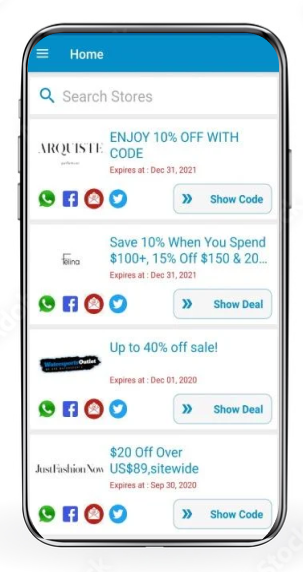 Home
Search Stores
ARQUISTE
ENJOY 10% OFF WITH
CODE
Expires at : Dec 31, 2021
Show Code
felina
Save 10% When You Spend
$100+, 15% Off $150 & 20...
Expires at : Dec 31, 2021
Show Deal
WatersportsOutlet
Up to 40% off sale!
Expires at : Dec 01, 2020
Show Deal
JustFashionNow
$20 Off Over
US$89,sitewide
Expires at : Sep 30, 2020
Show Code